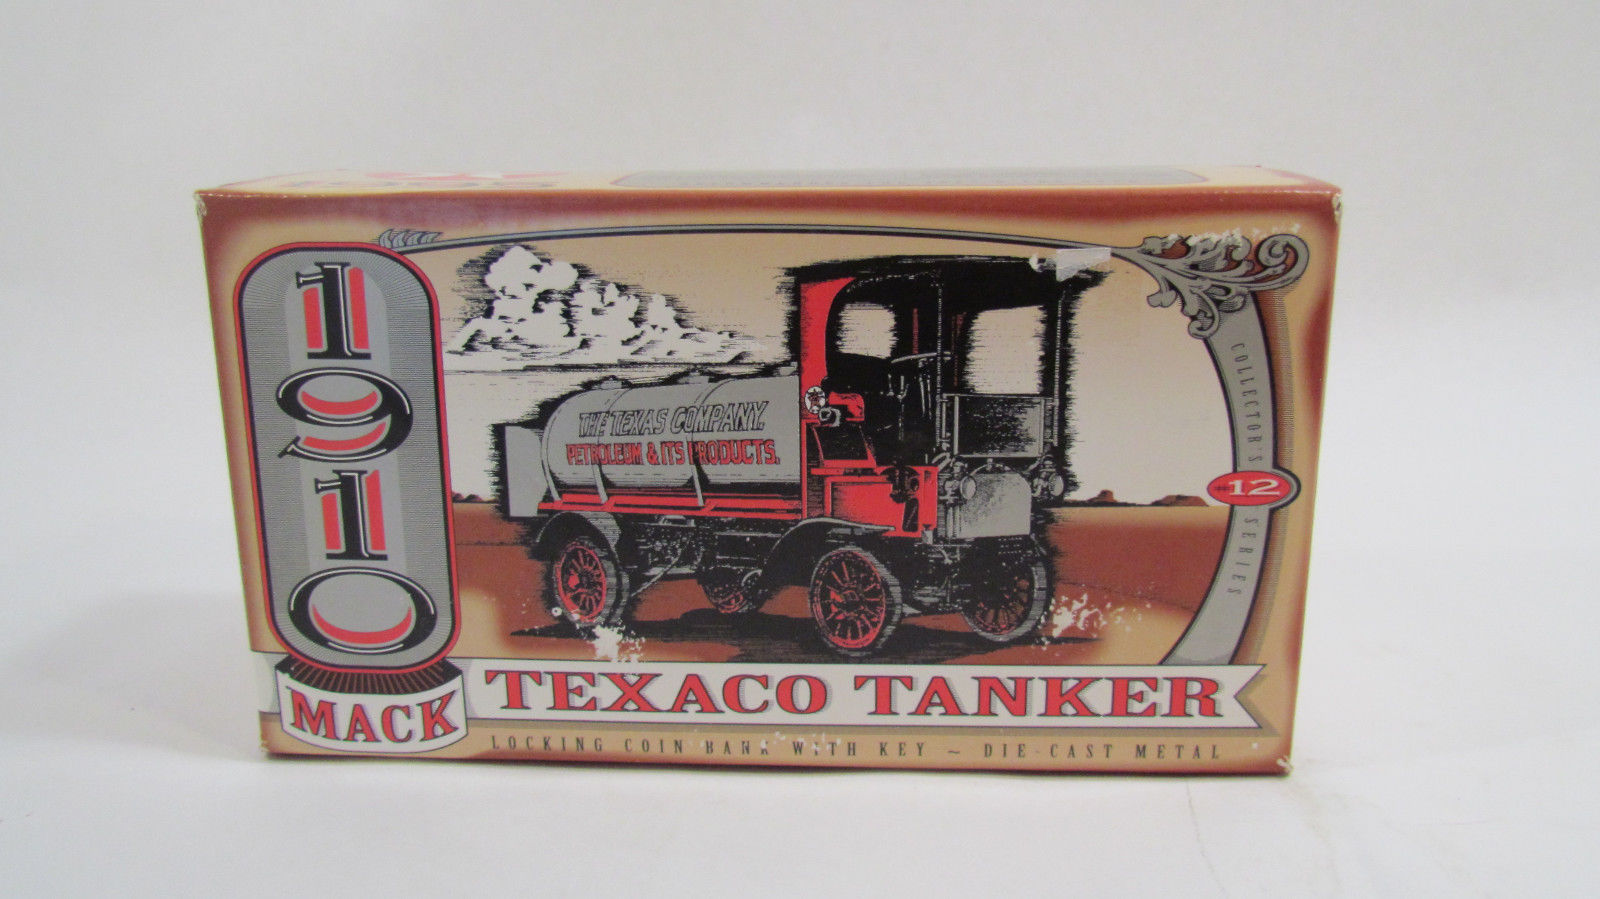 1995
1910
MACK
THE TEXAS COMPANY.
PETROLEUM & ITS PRODUCTS.
COLLECTOR'S
#12
SERIES
TEXACO TANKER
LOCKING COIN BANK WITH KEY ~ DIE-CAST METAL